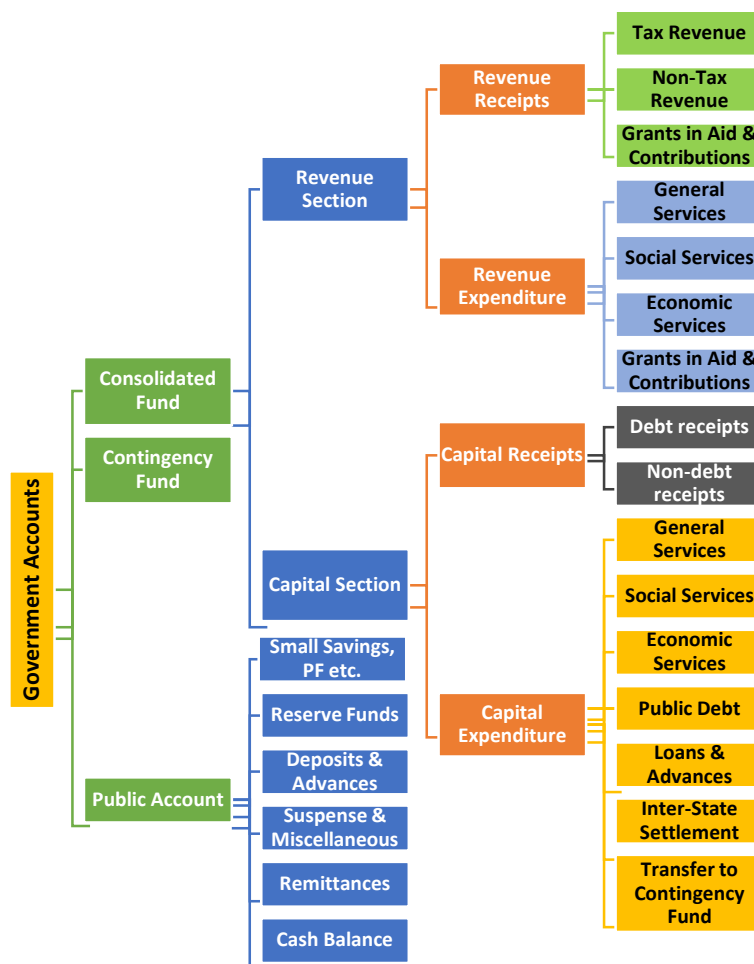 Government Accounts
Consolidated
Fund
Contingency
Fund
Public Account
Revenue
Section
Capital Section
Small Savings,
PF etc.
Reserve Funds
Deposits &
Advances
Suspense &
Miscellaneous
Remittances
Cash Balance
Revenue
Receipts
Revenue
Expenditure
Capital Receipts
Capital
Expenditure
Tax Revenue
Non-Tax
Revenue
Grants in Aid &
Contributions
General
Services
Social Services
Economic
Services
Grants in Aid &
Contributions
Debt receipts
Non-debt
receipts
General
Services
Social Services
Economic
Services
Public Debt
Loans &
Advances
Inter-State
Settlement
Transfer to
Contingency
Fund